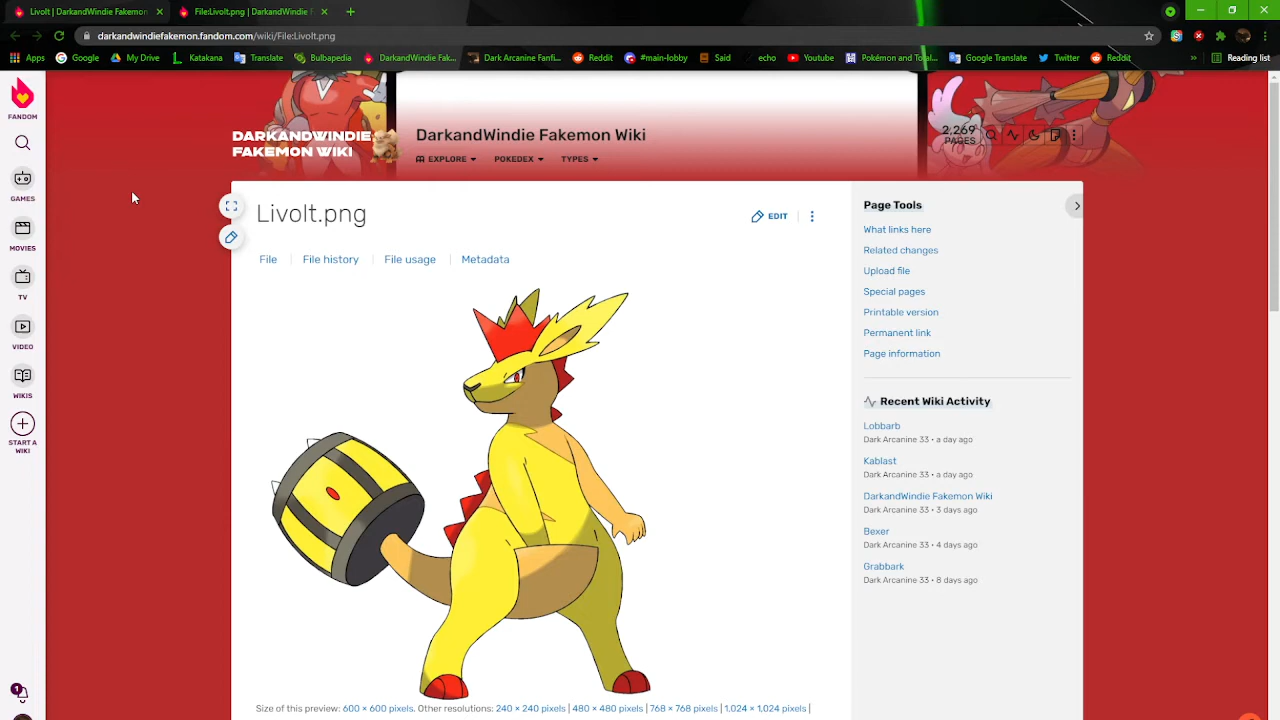 Livolt | DarkandWindie Fakemon
File:Livolt.png | DarkandWindie F
darkandwindiefakemon.fandom.com/wiki/File:Livolt.png
Apps
Google
My Drive
Katakana
Translate
Bulbapedia
DarkandWindie Fak...
Dark Arcanine Fanfi...
Reddit
#main-lobby
Said
echo
Youtube
Pokémon and Total...
Google Translate
Twitter
Reddit
»
Reading list
FANDOM
GAMES
MOVIES
TV
VIDEO
WIKIS
START A
WIKI
1
DARKANDWINDIE
FAKEMON WIKI
DarkandWindie Fakemon Wiki
EXPLORE
POKEDEX
TYPES
2,269
PAGES
Livolt.png
EDIT
File
File history
File usage
Metadata
Size of this preview: 600 × 600 pixels. Other resolutions: 240 × 240 pixels | 480 × 480 pixels | 768 × 768 pixels | 1,024 × 1,024 pixels |
Page Tools
What links here
Related changes
Upload file
Special pages
Printable version
Permanent link
Page information
Recent Wiki Activity
Lobbarb
Dark Arcanine 33 • a day ago
Kablast
Dark Arcanine 33 • a day ago
DarkandWindie Fakemon Wiki
Dark Arcanine 33 • 3 days ago
Bexer
Dark Arcanine 33 • 4 days ago
Grabbark
Dark Arcanine 33 • 8 days ago